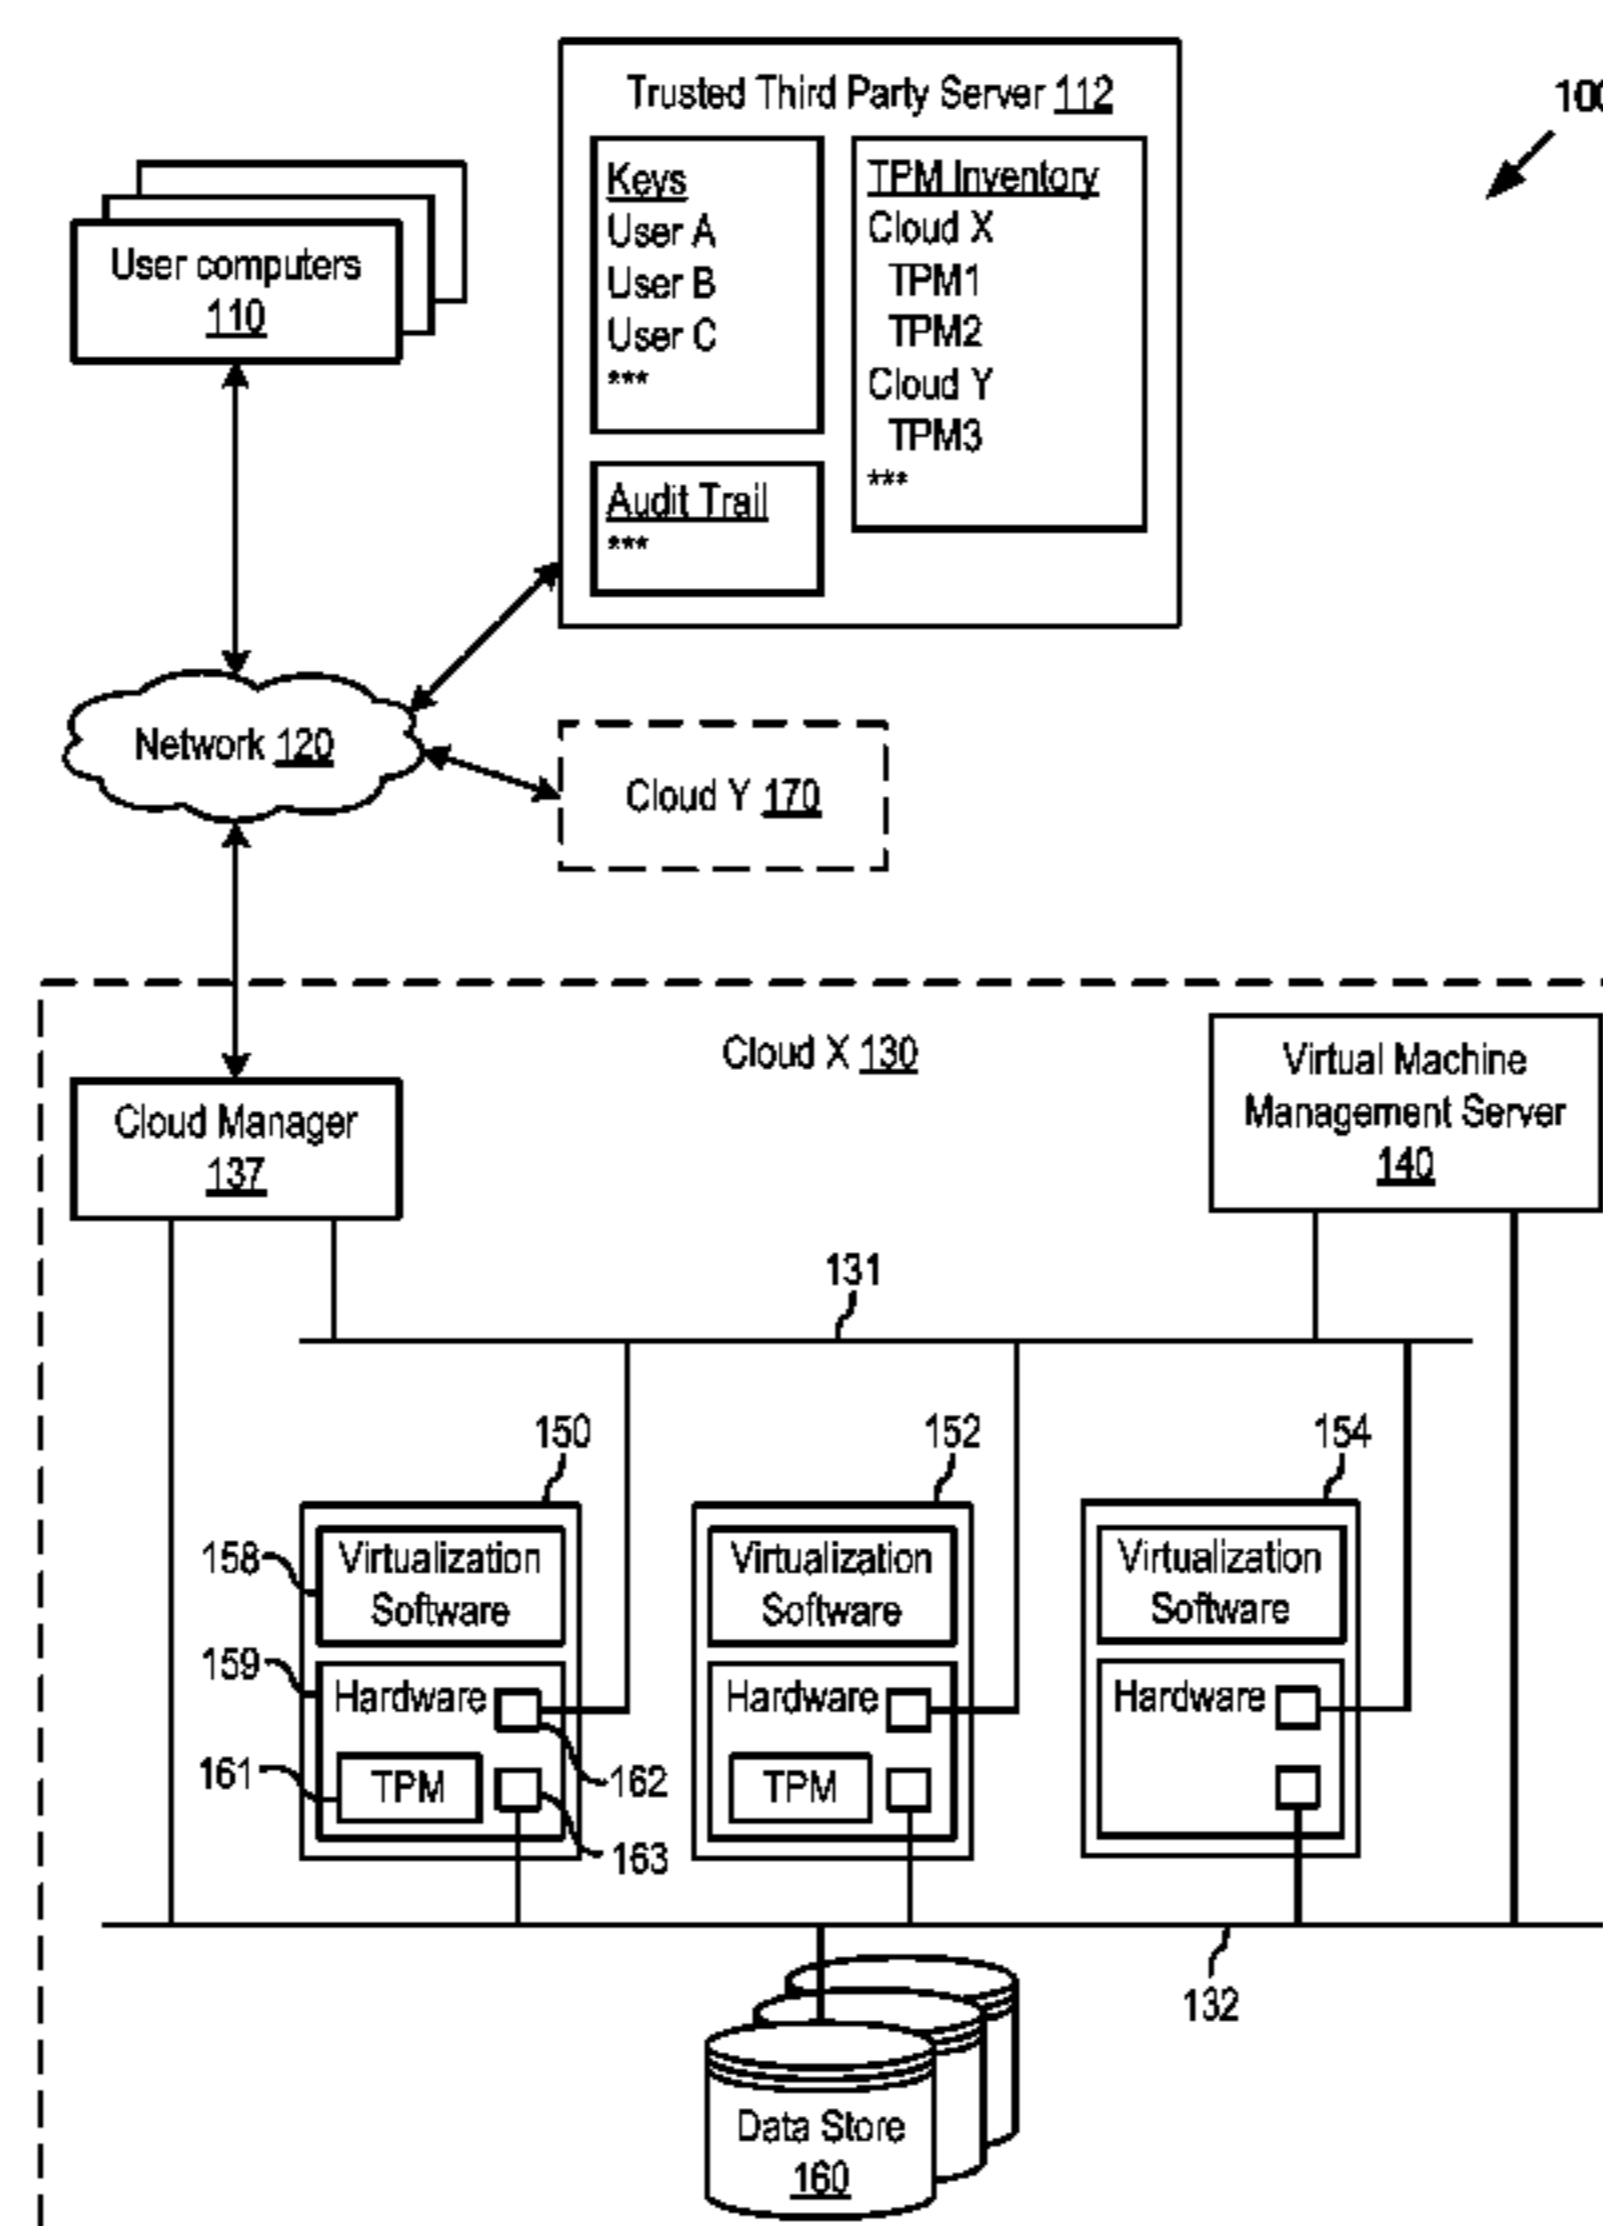 Trusted Third Party Server 112
100
Keys
User A
User B
User C
***
TPM Inventory
Cloud X
TPM1
TPM2
Cloud Y
TPM3
***
Audit Trail
***
User computers
110
Network 120
Cloud Y 170
Cloud X 130
Cloud Manager
137
Virtual Machine
Management Server
140
131
150
152
154
158
Virtualization
Software
Virtualization
Software
Virtualization
Software
159
Hardware
Hardware
Hardware
161
TPM
162
TPM
163
132
Data Store
160